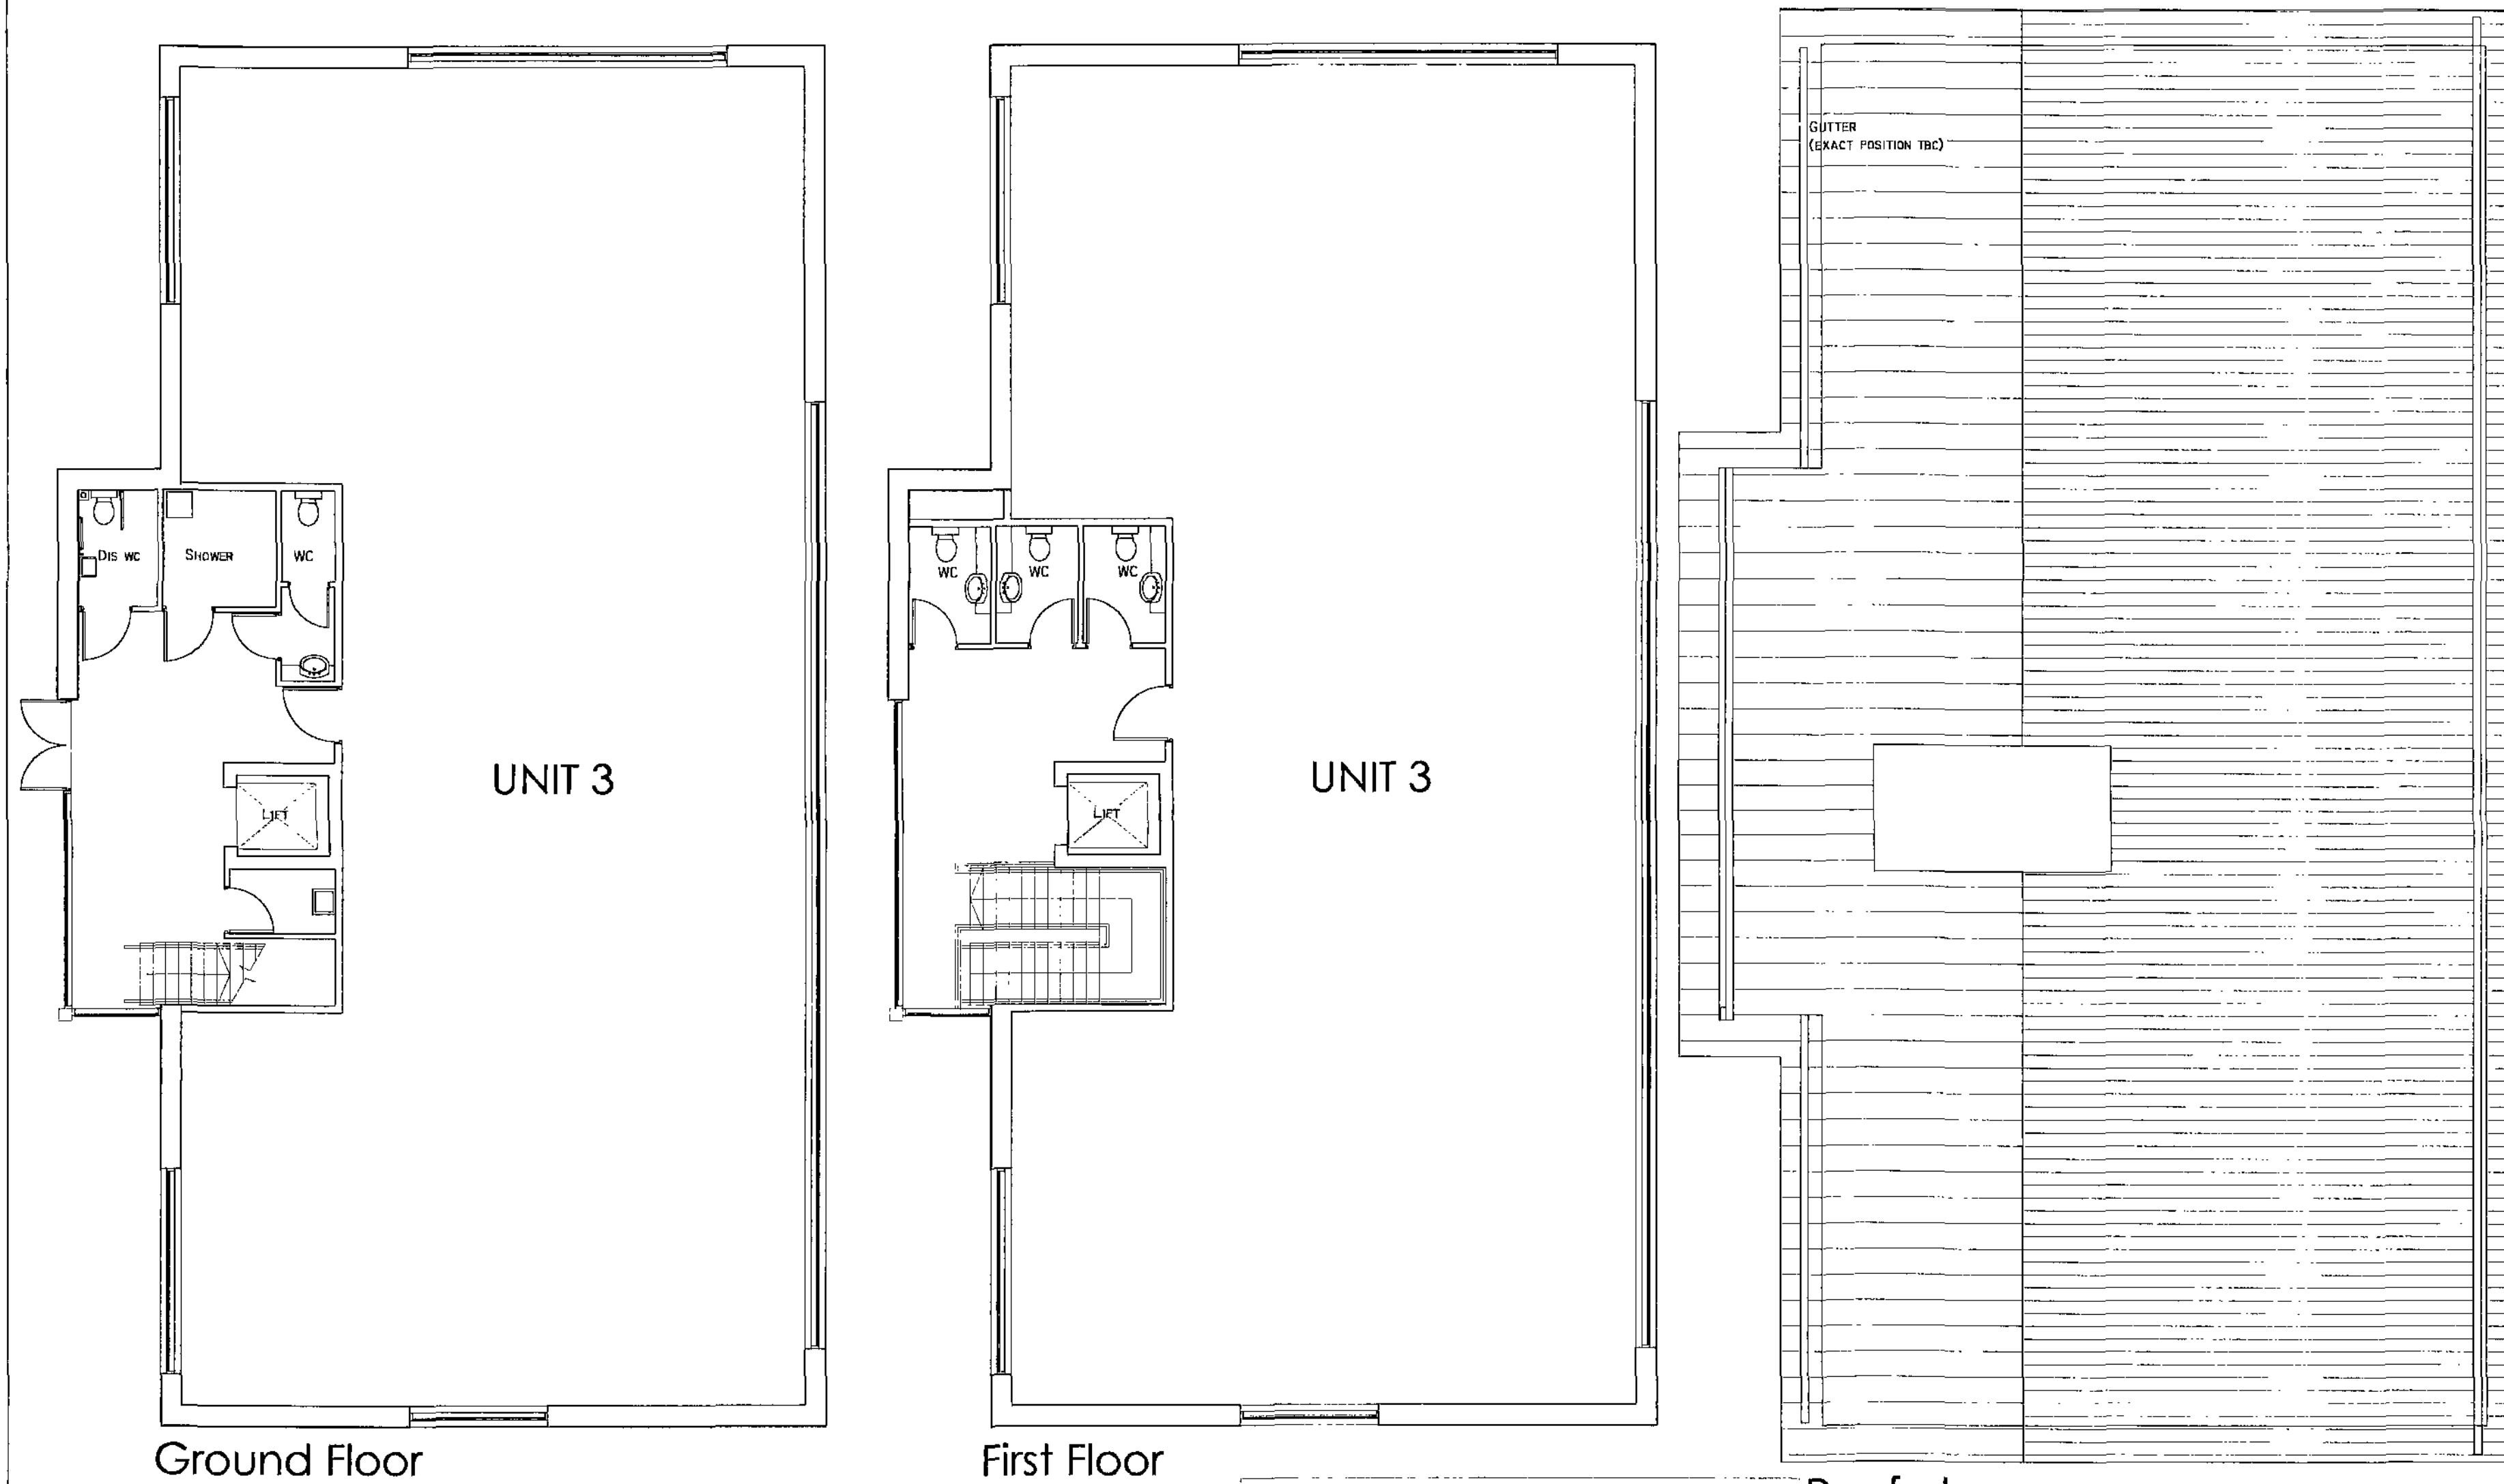 GUTTER
(EXACT POSITION TBC)
DIS WC
SHOWER
WC
WC
WC
WC
UNIT 3
UNIT 3
LIFT
LIFT
Ground Floor
First Floor